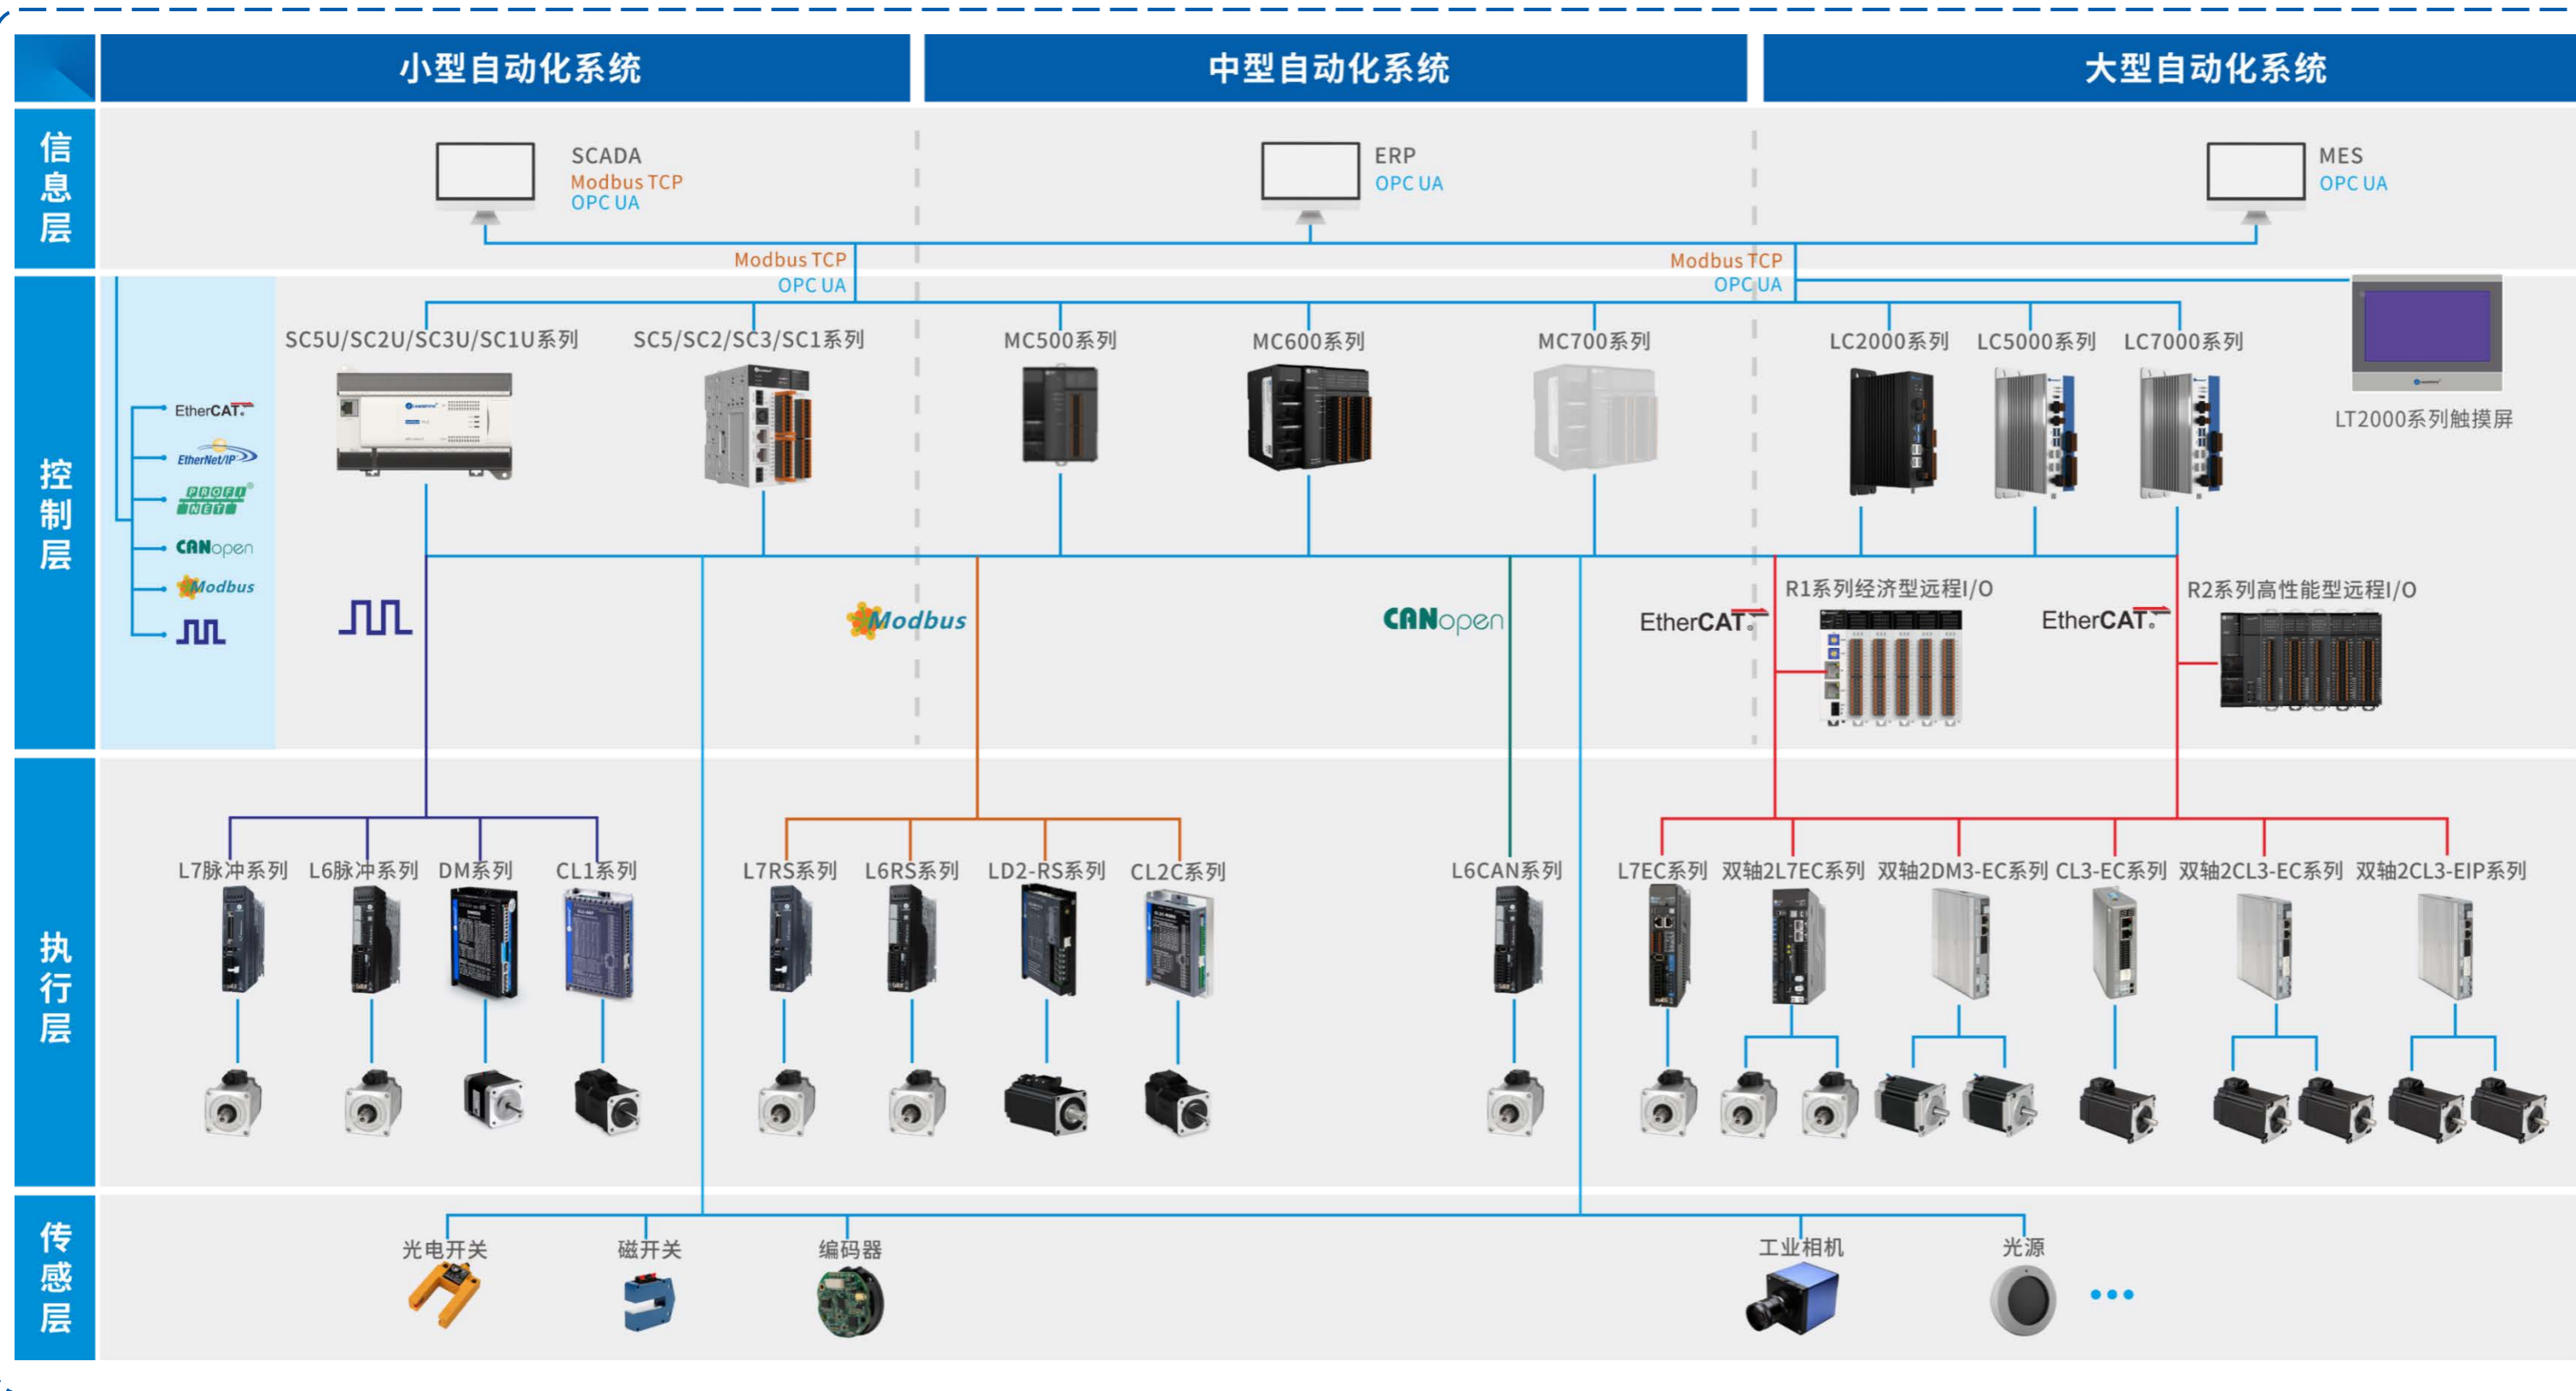 小型自动化系统
中型自动化系统
大型自动化系统
信息层
SCADA
Modbus TCP
OPC UA
ERP
OPC UA
MES
OPC UA
Modbus TCP
OPC UA
Modbus TCP
OPC UA
控制层
EtherCAT
EtherNet/IP
PROFI
NET
CANopen
Modbus
SC5U/SC2U/SC3U/SC1U系列
SC5/SC2/SC3/SC1系列
MC500系列
MC600系列
MC700系列
LC2000系列
LC5000系列
LC7000系列
LT2000系列触摸屏
Modbus
CANopen
EtherCAT
R1系列经济型远程I/O
EtherCAT
R2系列高性能型远程I/O
执行层
L7脉冲系列
L6脉冲系列
DM系列
CL1系列
L7RS系列
L6RS系列
LD2-RS系列
CL2C系列
L6CAN系列
L7EC系列
双轴2L7EC系列
双轴2DM3-EC系列
CL3-EC系列
双轴2CL3-EC系列
双轴2CL3-EIP系列
传感层
光电开关
磁开关
编码器
工业相机
光源